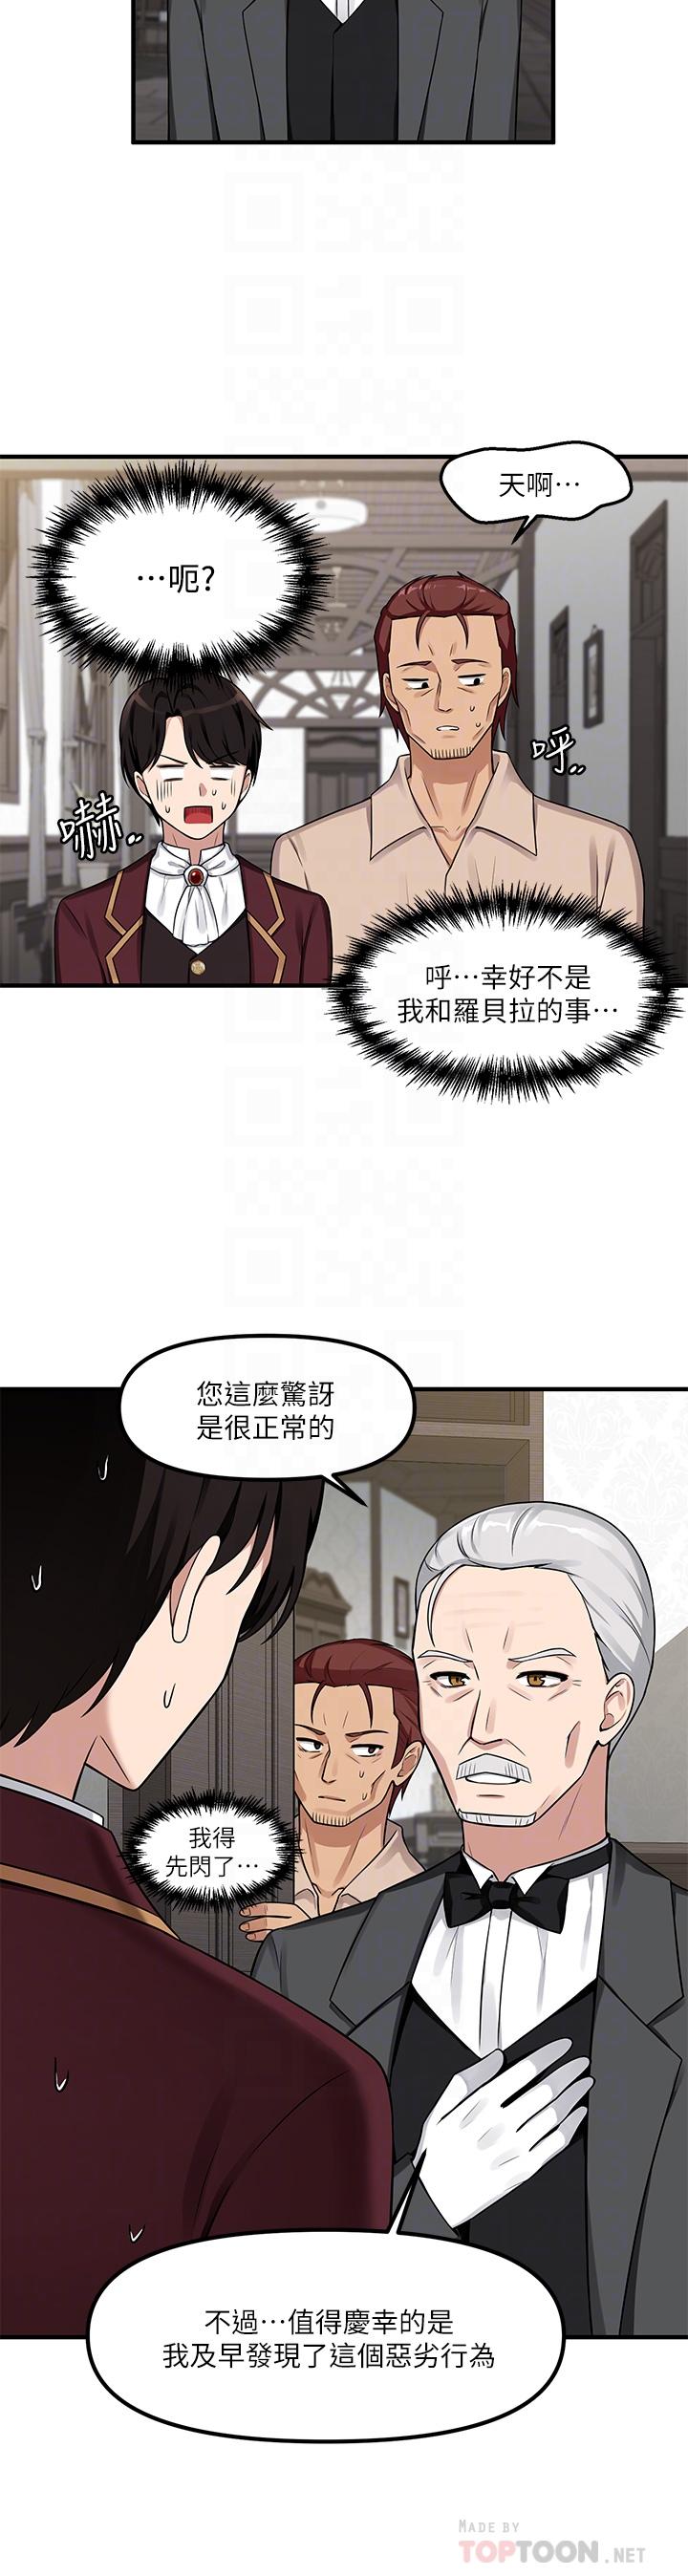 天啊⋯
⋯呃?
嚇..
呼..
呼⋯幸好不是
我和羅貝拉的事⋯
您這麼驚訝
是很正常的
我得
先閃了⋯
不過⋯值得慶幸的是
我及早發現了這個惡劣行為
MADE BY
TOPTOON.NET